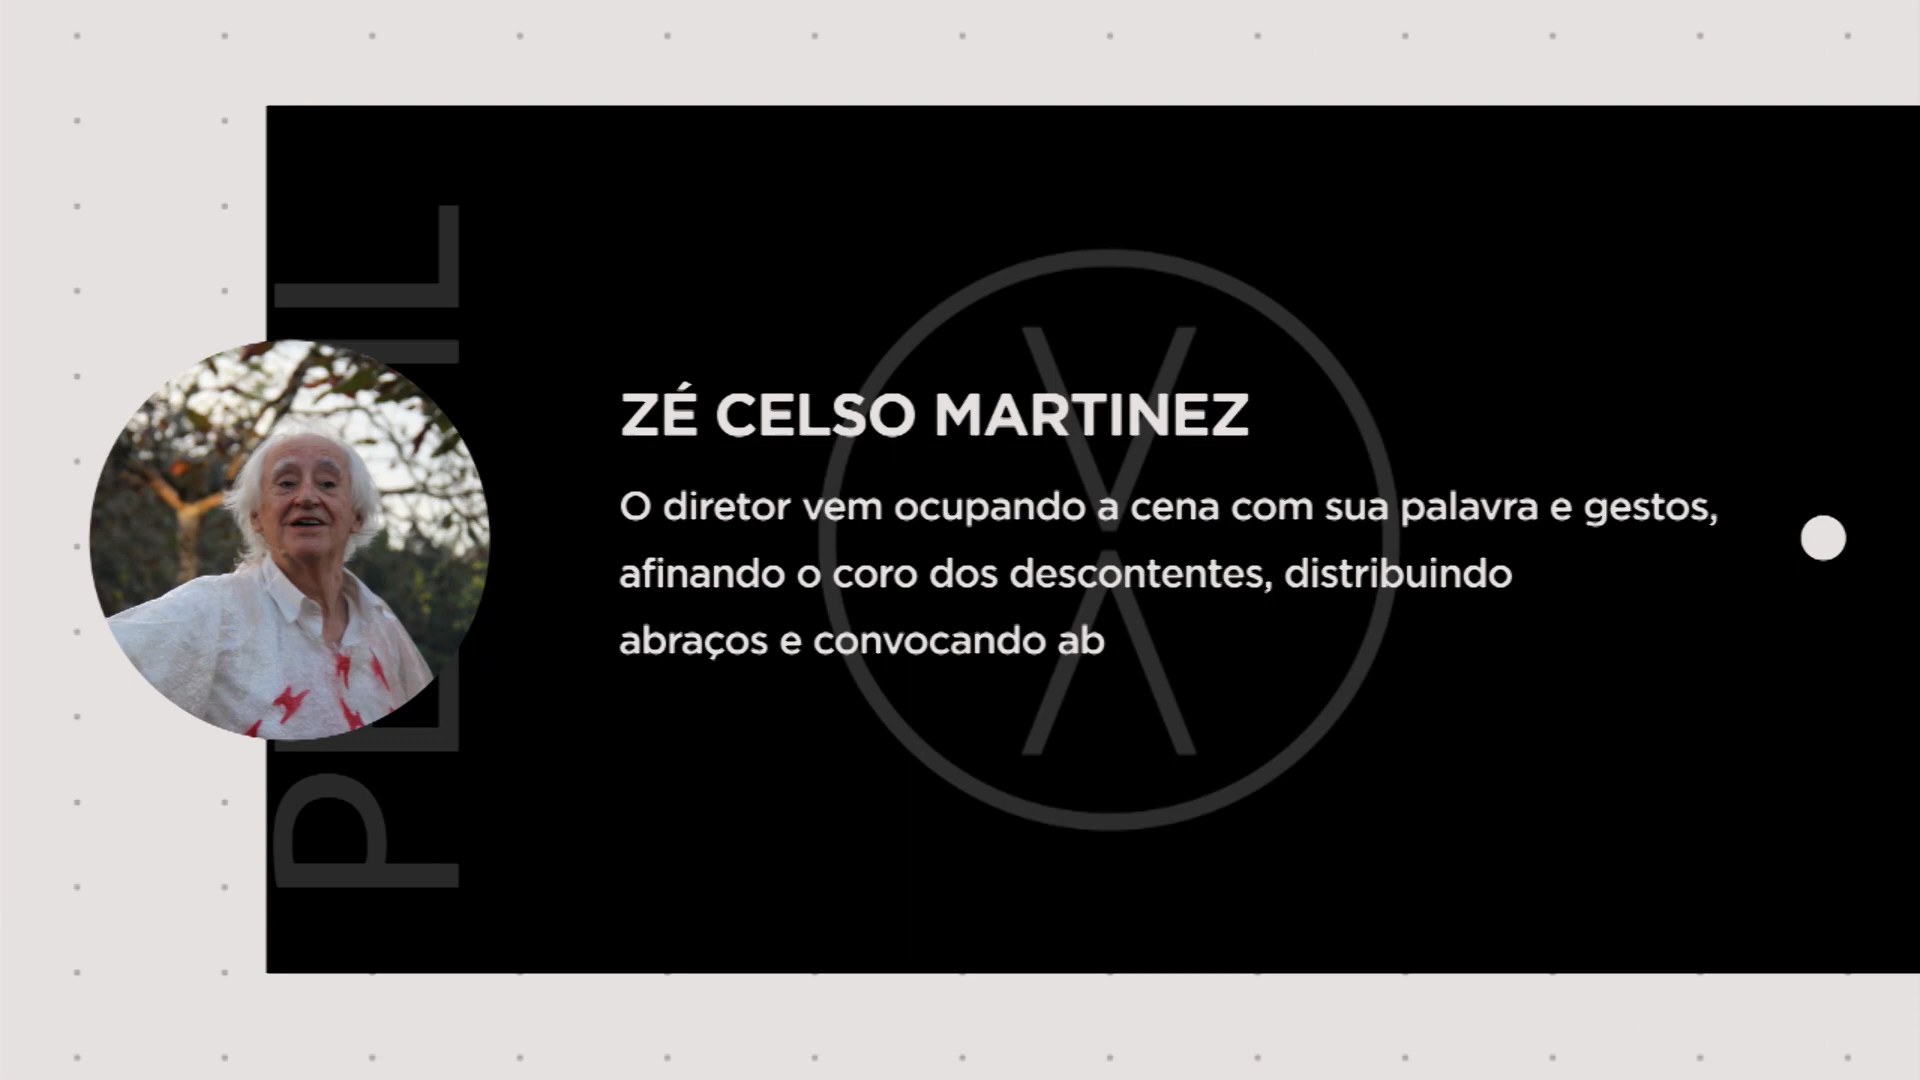 ZÉ CELSO MARTINEZ
O diretor vem ocupando a cena com sua palavra e gestos,
afinando o coro dos descontentes, distribuindo
abraços e convocando ab